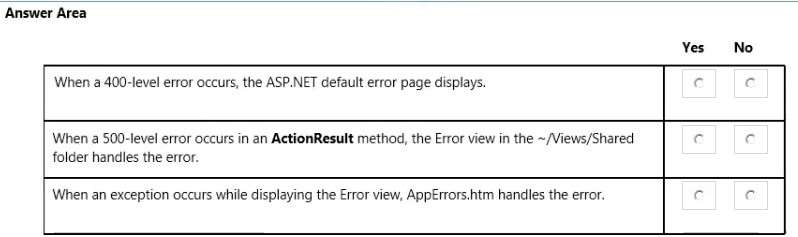 Answer Area
Yes No
When a 400-level error occurs, the ASP.NET default error page displays.
When a 500-level error occurs in an ActionResult method, the Error view in the ~/Views/Shared
folder handles the error.
When an exception occurs while displaying the Error view, AppErrors.htm handles the error.